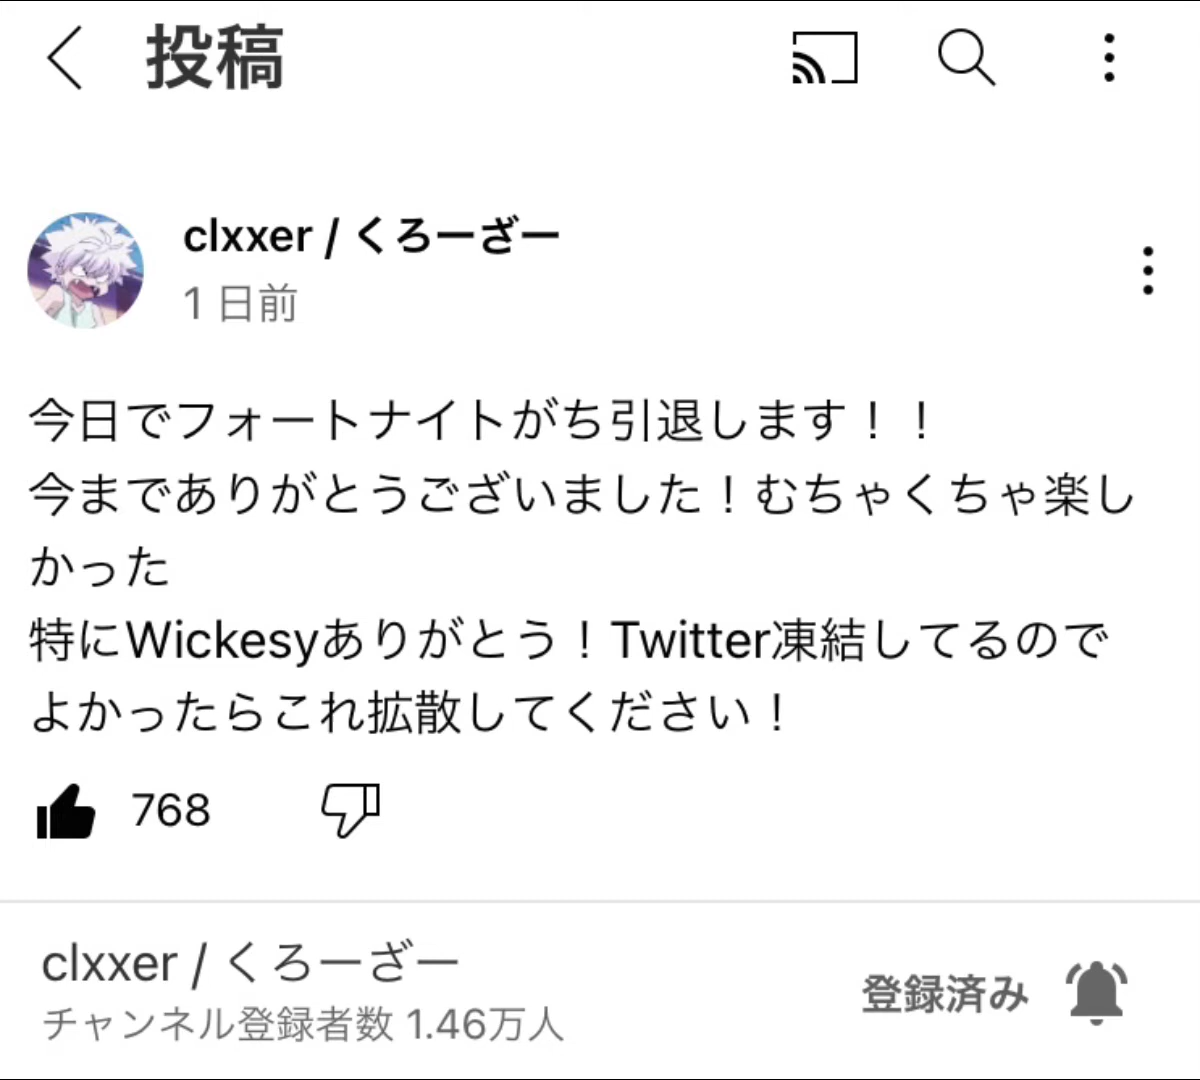 投稿
clxxer / くろーざー
1 日前
今日でフォートナイトがち引退します！！
今までありがとうございました！むちゃくちゃ楽し
かった
特にWickesyありがとう！Twitter凍結してるので
よかったらこれ拡散してください！
768
clxxer / くろーざー
チャンネル登録者数 1.46万人
登録済み